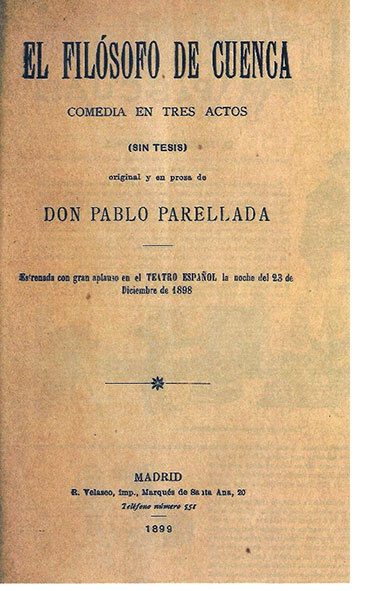 EL FILÓSOFO DE CUENCA
COMEDIA EN TRES ACTOS
(SIN TESIS)
original y en prosa de
DON PABLO PARELLADA
Estrenada con gran aplauso en el TEATRO ESPAÑOL la noche del 23 de
Diciembre de 1898
MADRID
R. Velasco, imp., Marqués de Santa Ana, 20
Teléfono número 551
1899